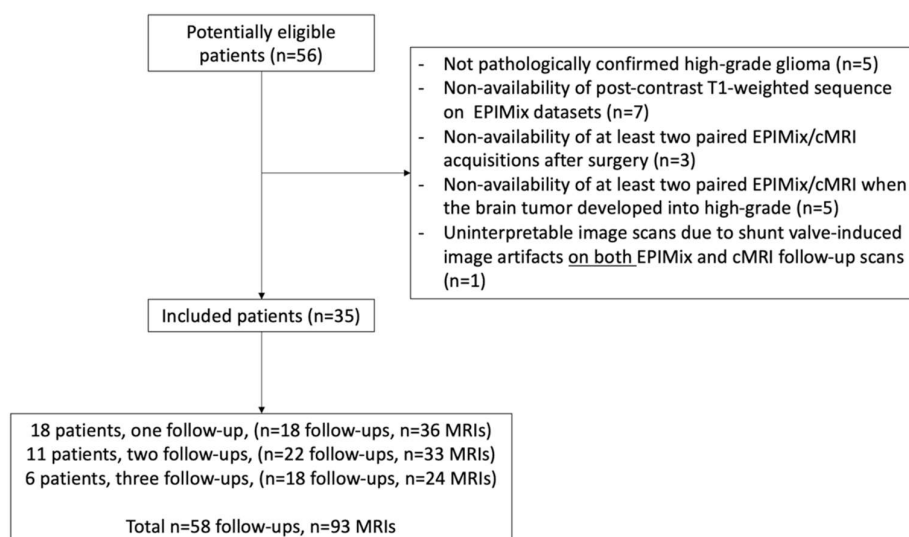 Potentially eligible
patients (n=56)
- Not pathologically confirmed high-grade glioma (n=5)
- Non-availability of post-contrast T1-weighted sequence
on EPIMix datasets (n=7)
- Non-availability of at least two paired EPIMix/cMRI
acquisitions after surgery (n=3)
- Non-availability of at least two paired EPIMix/cMRI when
the brain tumor developed into high-grade (n=5)
- Uninterpretable image scans due to shunt valve-induced
image artifacts on both EPIMix and cMRI follow-up scans
(n=1)
Included patients (n=35)
18 patients, one follow-up, (n=18 follow-ups, n=36 MRIs)
11 patients, two follow-ups, (n=22 follow-ups, n=33 MRIs)
6 patients, three follow-ups, (n=18 follow-ups, n=24 MRIs)
Total n=58 follow-ups, n=93 MRIs